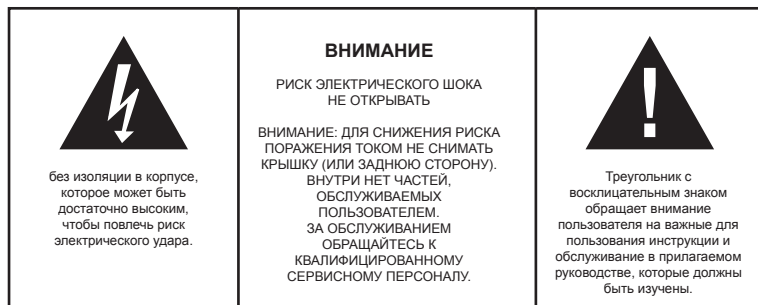 без изоляции в корпусе,
которое может быть
достаточно высоким,
чтобы повлечь риск
электрического удара.
ВНИМАНИЕ
РИСК ЭЛЕКТРИЧЕСКОГО ШОКА
НЕ ОТКРЫВАТЬ
ВНИМАНИЕ: ДЛЯ СНИЖЕНИЯ РИСКА
ПОРАЖЕНИЯ ТОКОМ НЕ СНИМАТЬ
КРЫШКУ (ИЛИ ЗАДНЮЮ СТОРОНУ).
ВНУТРИ НЕТ ЧАСТЕЙ,
ОБСЛУЖИВАЕМЫХ
ПОЛЬЗОВАТЕЛЕМ.
ЗА ОБСЛУЖИВАНИЕМ
ОБРАЩАЙТЕСЬ К
КВАЛИФИЦИРОВАННОМУ
СЕРВИСНОМУ ПЕРСОНАЛУ.
Треугольник с
восклицательным знаком
обращает внимание
пользователя на важные для
пользования инструкции и
обслуживание в прилагаемом
руководстве, которые должны
быть изучены.